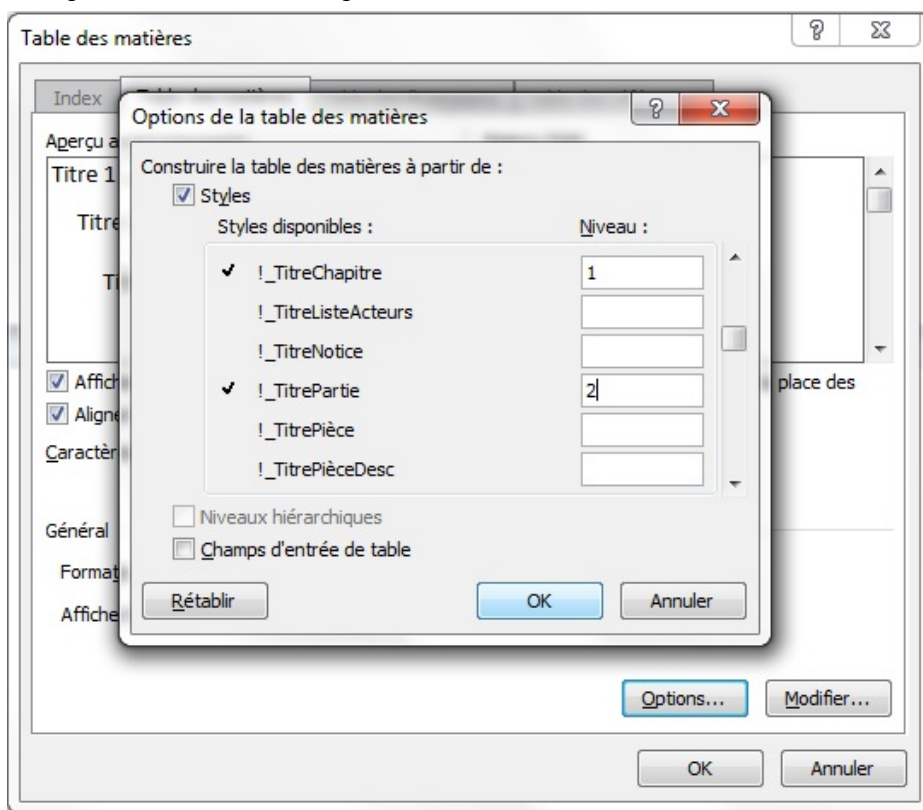 Table des matières
Index
Options de la table des matières
Aperçu a
Construire la table des matières à partir de :
Titre 1
Styles
Titre
Styles disponibles :
Niveau :
!_TitreChapitre
1
!_TitreListeActeurs
!_TitreNotice
Affich
!_TitrePartie
2
place des
Aligne
!_TitrePièce
Caractèr
!_TitrePièceDesc
Niveaux hiérarchiques
Général
Champs d'entrée de table
Format
Rétablir
OK
Annuler
Affiche
Options...
Modifier...
OK
Annuler